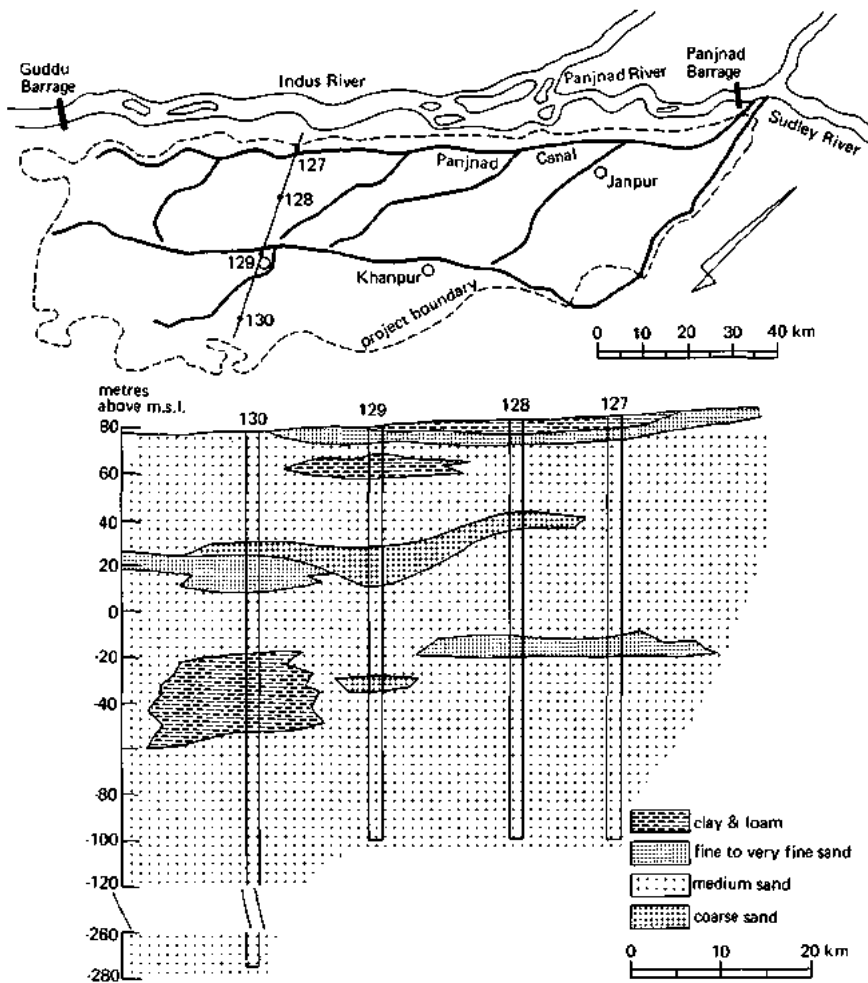 Guddu
Barrage
Indus River
Panjnad River
Panjnad
Barrage
Sudley River
127
Panjnad Canal
Janpur
128
129
Khanpur
130
project boundary
0 10 20 30 40 km
metres
above m.s.l.
130 129 128 127
80
60
40
20
0
-20
-40
-80
-100
-120
-260
-280
clay & loam
fine to very fine sand
medium sand
coarse sand
0 10 20 km